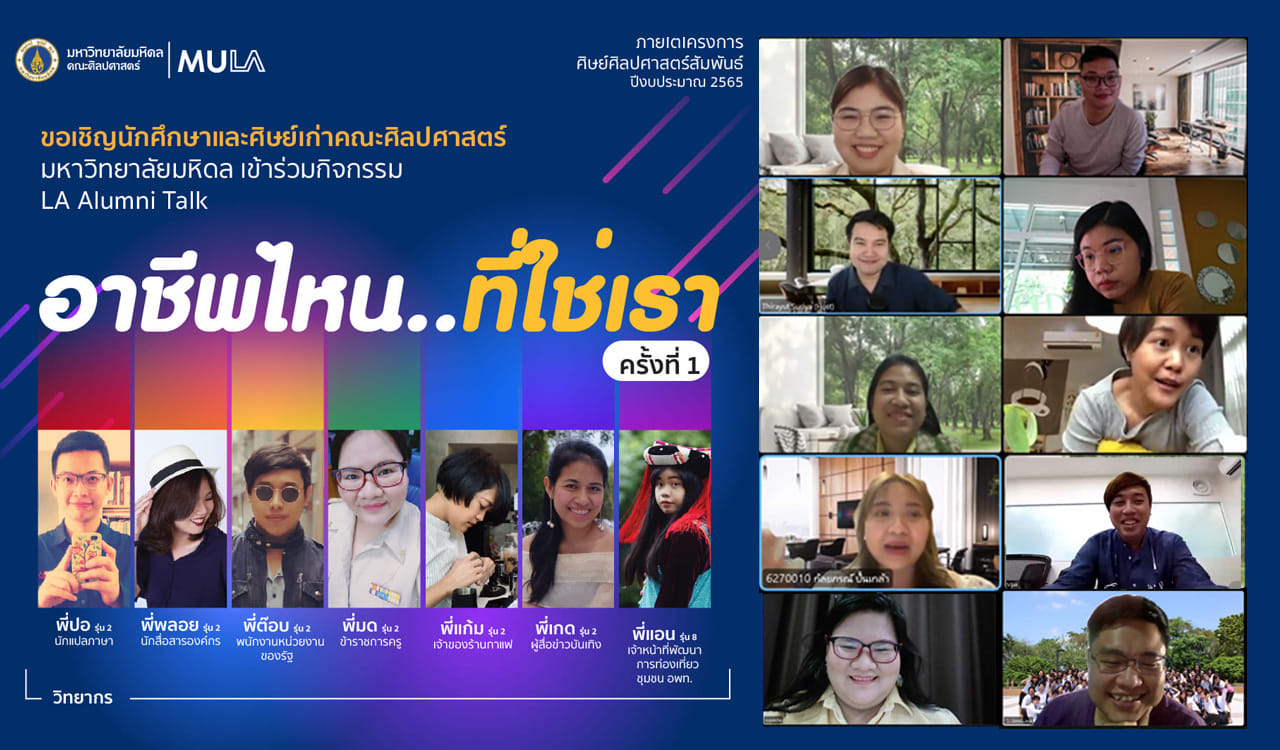 มหาวิทยาลัยมหิดล
คณะศิลปศาสตร์
MULA
ภายใตเครงการ
ศิษย์ศิลปศาสตร์สัมพันธ์
ปีงบประมาณ 2565
ขอเชิญนักศึกษาและศิษย์เก่าคณะศิลปศาสตร์
มหาวิทยาลัยมหิดล เข้าร่วมกิจกรรม
LA Alumni Talk
อาชีพไหน..ที่ใช่เรา
ครั้งที่ 1
พี่ปอ รุ่น 2
นักแปลภาษา
พี่พลอย รุ่น 2
นักสื่อสารองค์กร
พี่ต๊อบ รุ่น 2
พนักงานหน่วยงาน
ของรัฐ
พี่มด รุ่น 2
ข้าราชการครู
พี่แก้ม รุ่น 2
เจ้าของร้านกาแฟ
พี่เกด รุ่น 2
ผู้สื่อข่าวบันเทิง
พี่แอน รุ่น 8
เจ้าหน้าที่พัฒนา
การท่องเที่ยว
ชุมชน อพท.
วิทยากร
(Host)
6270010 กัลยกรณ์ ปั้นเกล้า